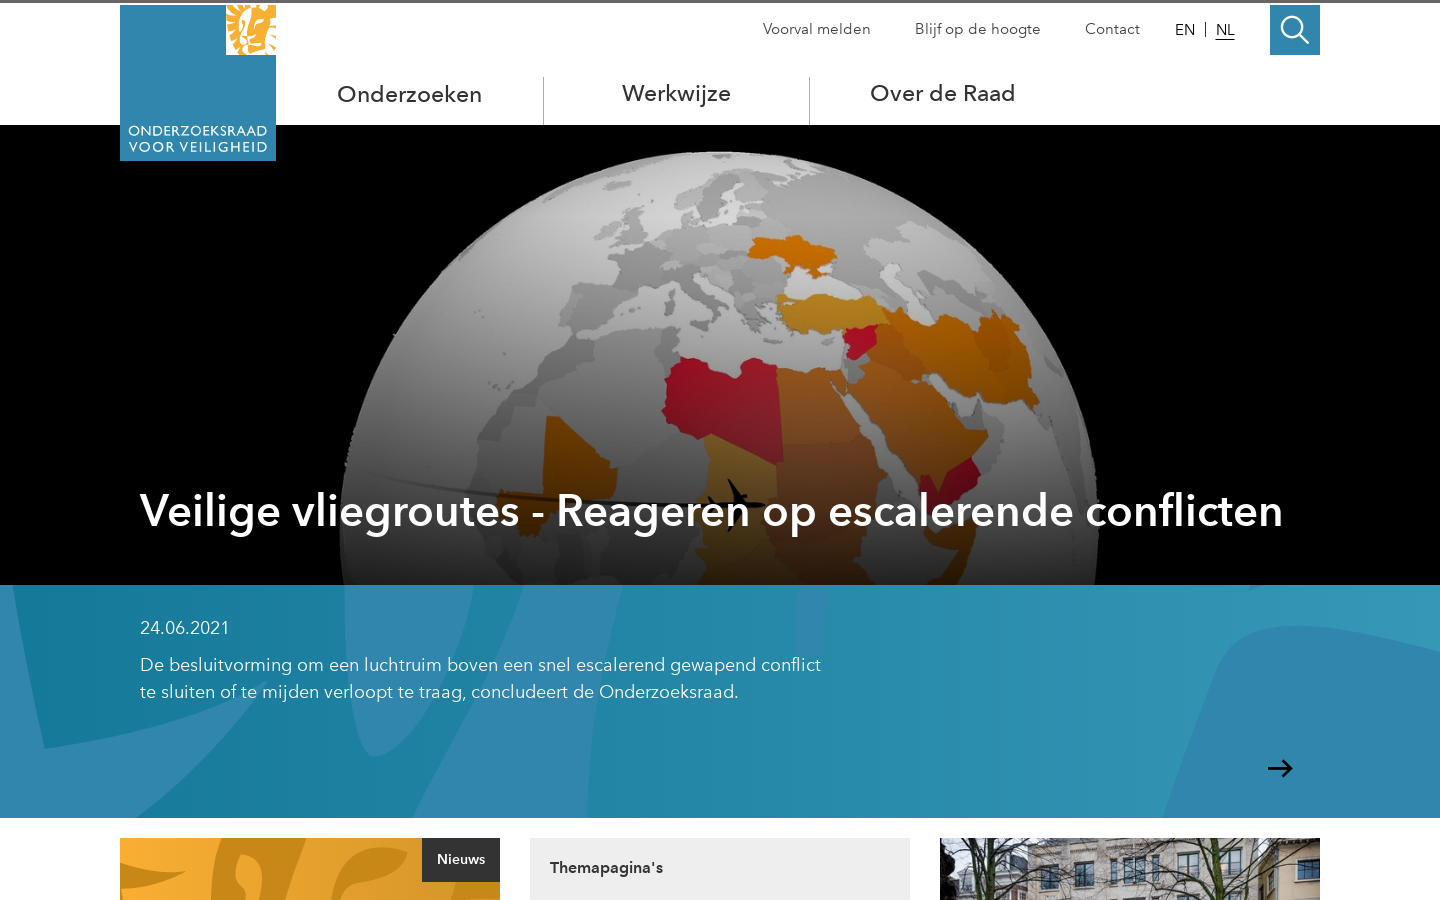 Voorval melden
Blijf op de hoogte
Contact
EN | NL
Onderzoeken
Werkwijze
Over de Raad
ONDERZOEKSRAAD
VOOR VEILIGHEID
Veilige vliegroutes - Reageren op escalerende conflicten
24.06.2021
De besluitvorming om een luchtruim boven een snel escalerend gewapend conflict
te sluiten of te mijden verloopt te traag, concludeert de Onderzoeksraad.
Nieuws
Themapagina's